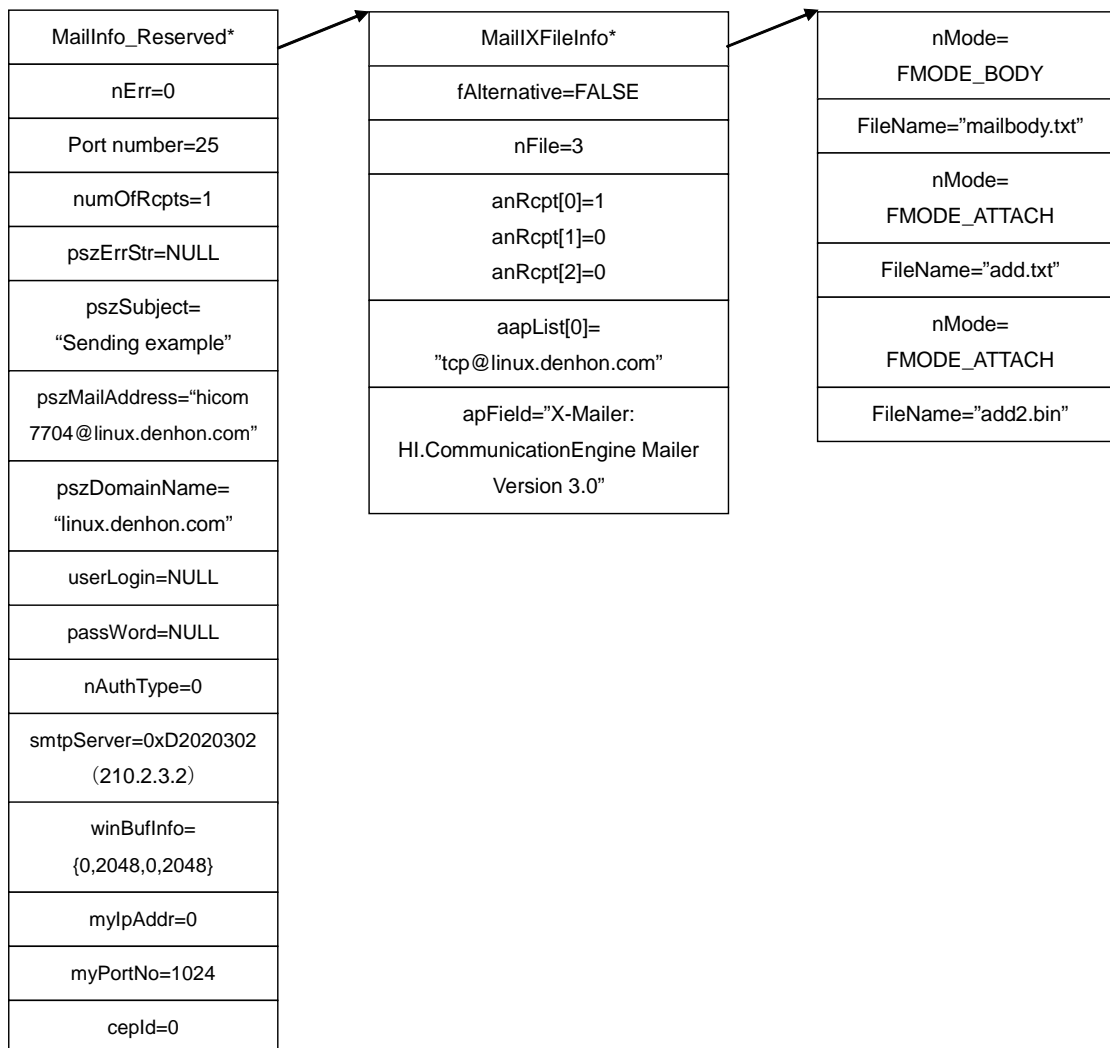 MailInfo_Reserved*
nErr=0
Port number=25
numOfRcpts=1
pszErrStr=NULL
pszSubject=
“Sending example”
pszMailAddress=“hicom
7704@linux.denhon.com”
pszDomainName=
“linux.denhon.com”
userLogin=NULL
passWord=NULL
nAuthType=0
smtpServer=0xD2020302
（210.2.3.2）
winBufInfo=
{0,2048,0,2048}
myIpAddr=0
myPortNo=1024
cepId=0
MailIXFileInfo*
fAlternative=FALSE
nFile=3
anRcpt[0]=1
anRcpt[1]=0
anRcpt[2]=0
aapList[0]=
”tcp@linux.denhon.com”
apField=”X-Mailer:
HI.CommunicationEngine Mailer
Version 3.0”
nMode=
FMODE_BODY
FileName=”mailbody.txt”
nMode=
FMODE_ATTACH
FileName=”add.txt”
nMode=
FMODE_ATTACH
FileName=”add2.bin”